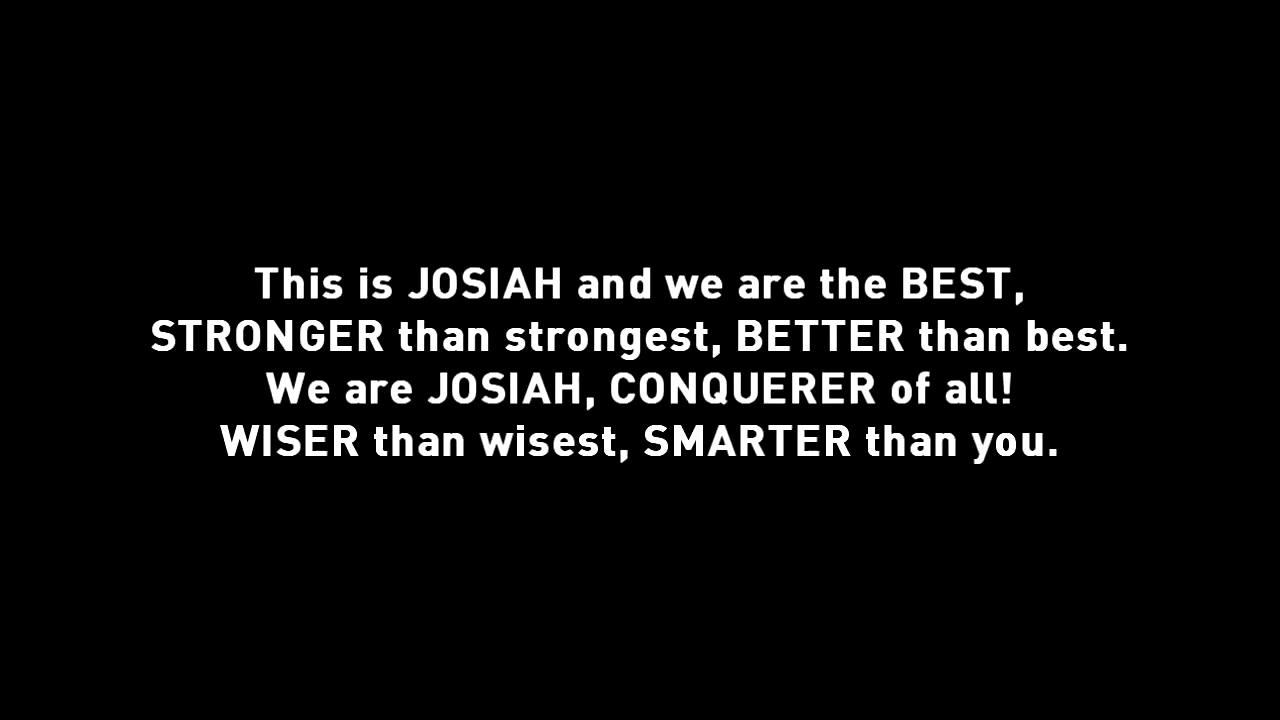 This is JOSIAH and we are the BEST,
STRONGER than strongest, BETTER than best.
We are JOSIAH, CONQUERER of all!
WISER than wisest, SMARTER than you.